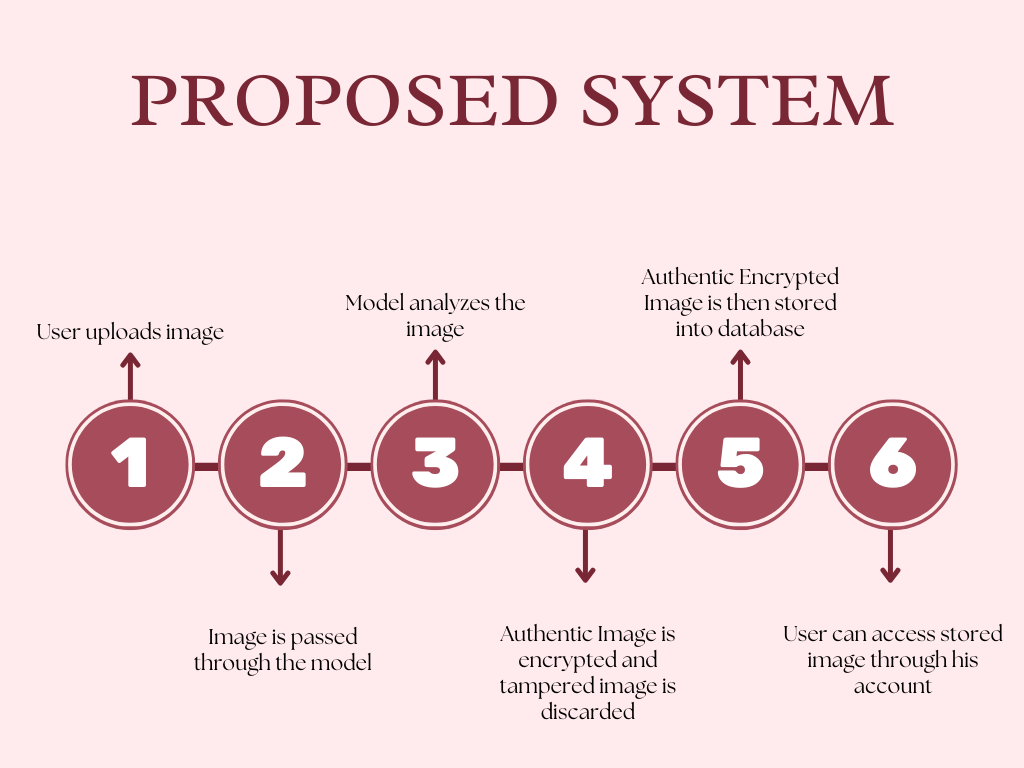 PROPOSED SYSTEM
User uploads image
Model analyzes the
image
Authentic Encrypted
Image is then stored
into database
1
2
3
4
5
6
Image is passed
through the model
Authentic Image is
encrypted and
tampered image is
discarded
User can access stored
image through his
account